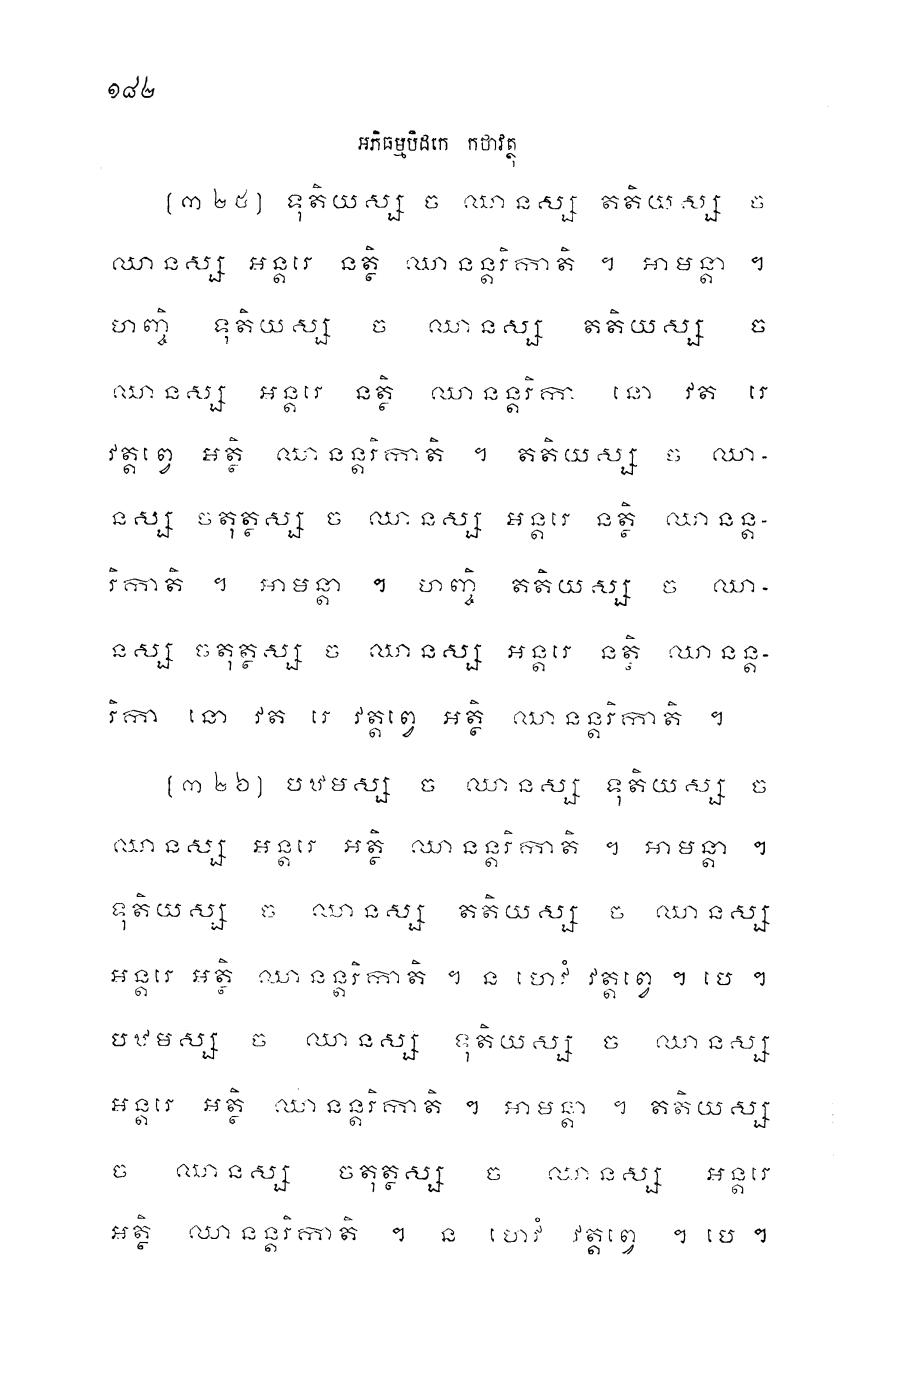 ១៨២
អភិធម្មបិដកេ កថាវត្ថុ
[៣២៥] ទុតិយស្ស ច ឈានស្ស តតិយស្ស ច
ឈានស្ស អន្តរេ នត្ថិ ឈានន្តរិកាតិ ។ អាមន្តា ។
ហញ្ចិ ទុតិយស្ស ច ឈានស្ស តតិយស្ស ច
ឈានស្ស អន្តរេ នត្ថិ ឈានន្តរិកា នោ វត រេ
វត្តព្វេ អត្ថិ ឈានន្តរិកាតិ ។ តតិយស្ស ច ឈា-
នស្ស ចតុត្ថស្ស ច ឈានស្ស អន្តរេ នត្ថិ ឈានន្ត-
រិកាតិ ។ អាមន្តា ។ ហញ្ចិ តតិយស្ស ច ឈា-
នស្ស ចតុត្ថស្ស ច ឈានស្ស អន្តរេ នត្ថិ ឈានន្ត-
រិកា នោ វត រេ វត្តព្វេ អត្ថិ ឈានន្តរិកាតិ ។
[៣២៦] បឋមស្ស ច ឈានស្ស ទុតិយស្ស ច
ឈានស្ស អន្តរេ អត្ថិ ឈានន្តរិកាតិ ។ អាមន្តា ។
ទុតិយស្ស ច ឈានស្ស តតិយស្ស ច ឈានស្ស
អន្តរេ អត្ថិ ឈានន្តរិកាតិ ។ ន ហេវំ វត្តព្វេ ។ បេ ។
បឋមស្ស ច ឈានស្ស ទុតិយស្ស ច ឈានស្ស
អន្តរេ អត្ថិ ឈានន្តរិកាតិ ។ អាមន្តា ។ តតិយស្ស
ច ឈានស្ស ចតុត្ថស្ស ច ឈានស្ស អន្តរេ
អត្ថិ ឈានន្តរិកាតិ ។ ន ហេវំ វត្តព្វេ ។ បេ ។